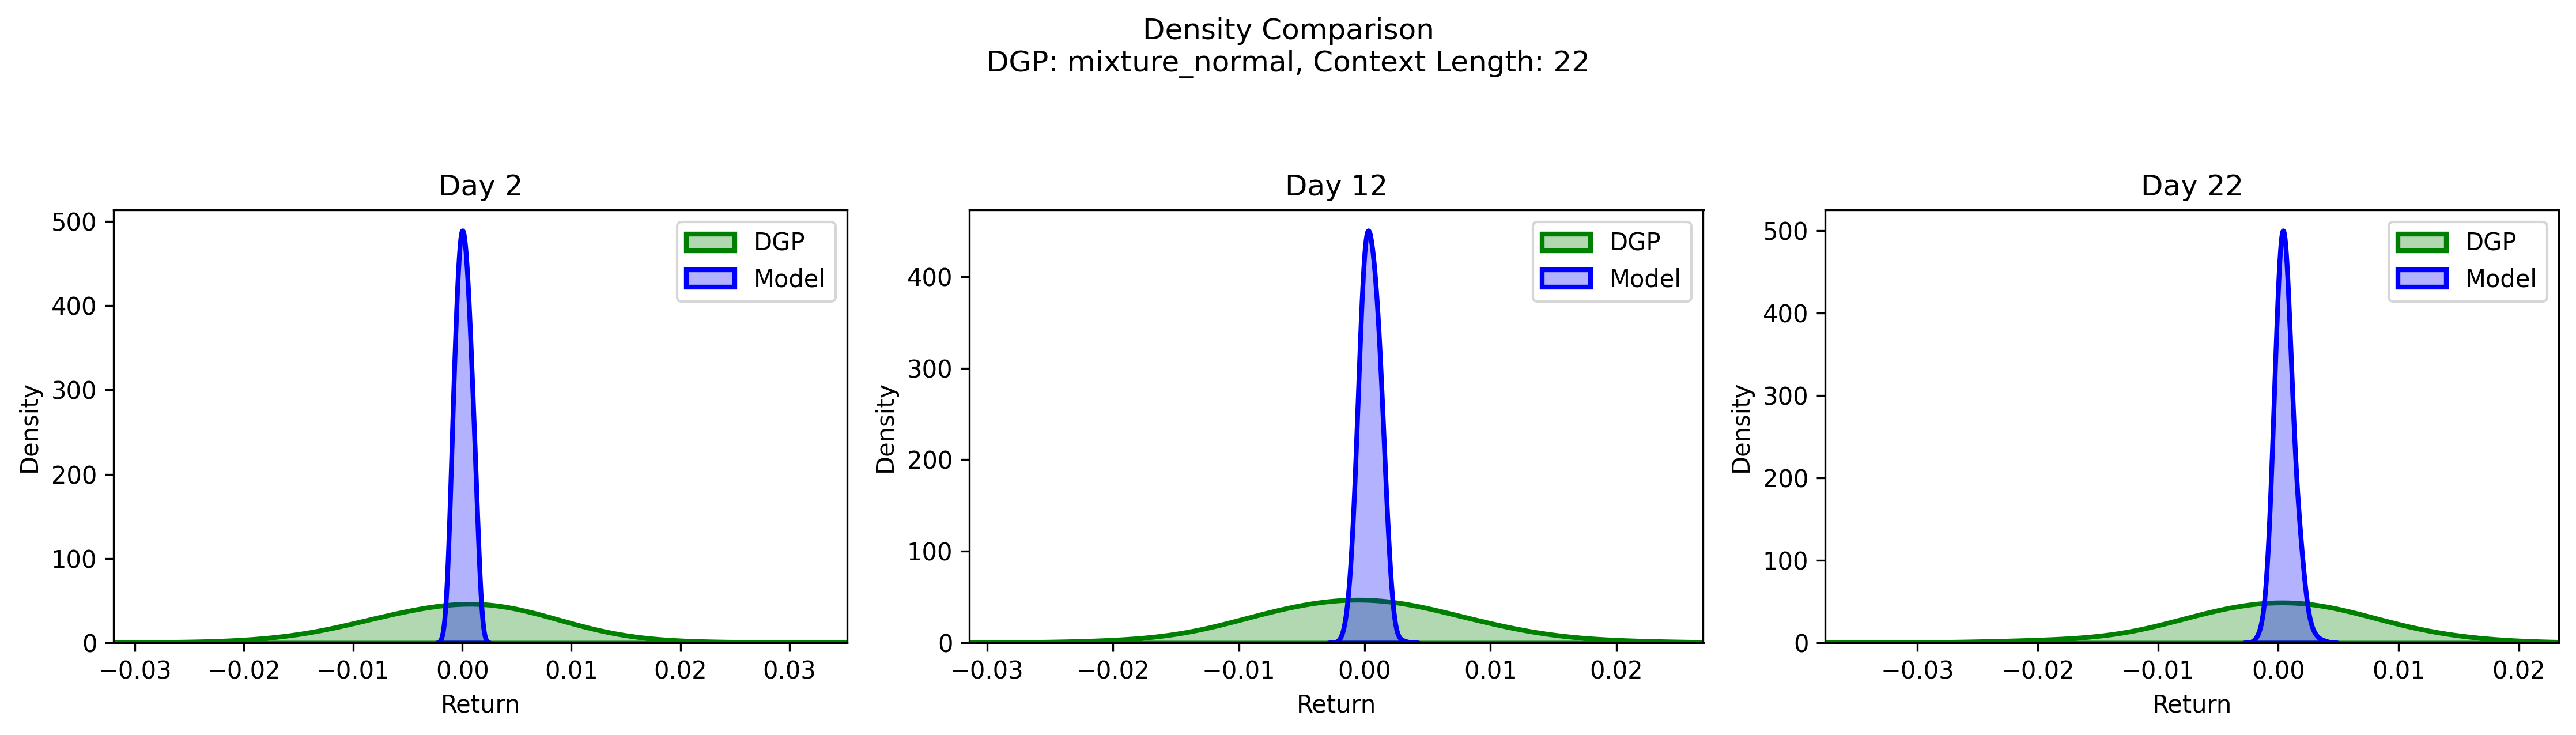 Density Comparison
DGP: mixture_normal, Context Length: 22
Day 2
500
400
300
200
100
0
Density
DGP
Model
−0.03 −0.02 −0.01 0.00 0.01 0.02 0.03
Return
Day 12
400
300
200
100
0
Density
DGP
Model
−0.03 −0.02 −0.01 0.00 0.01 0.02
Return
Day 22
500
400
300
200
100
0
Density
DGP
Model
−0.03 −0.02 −0.01 0.00 0.01 0.02
Return